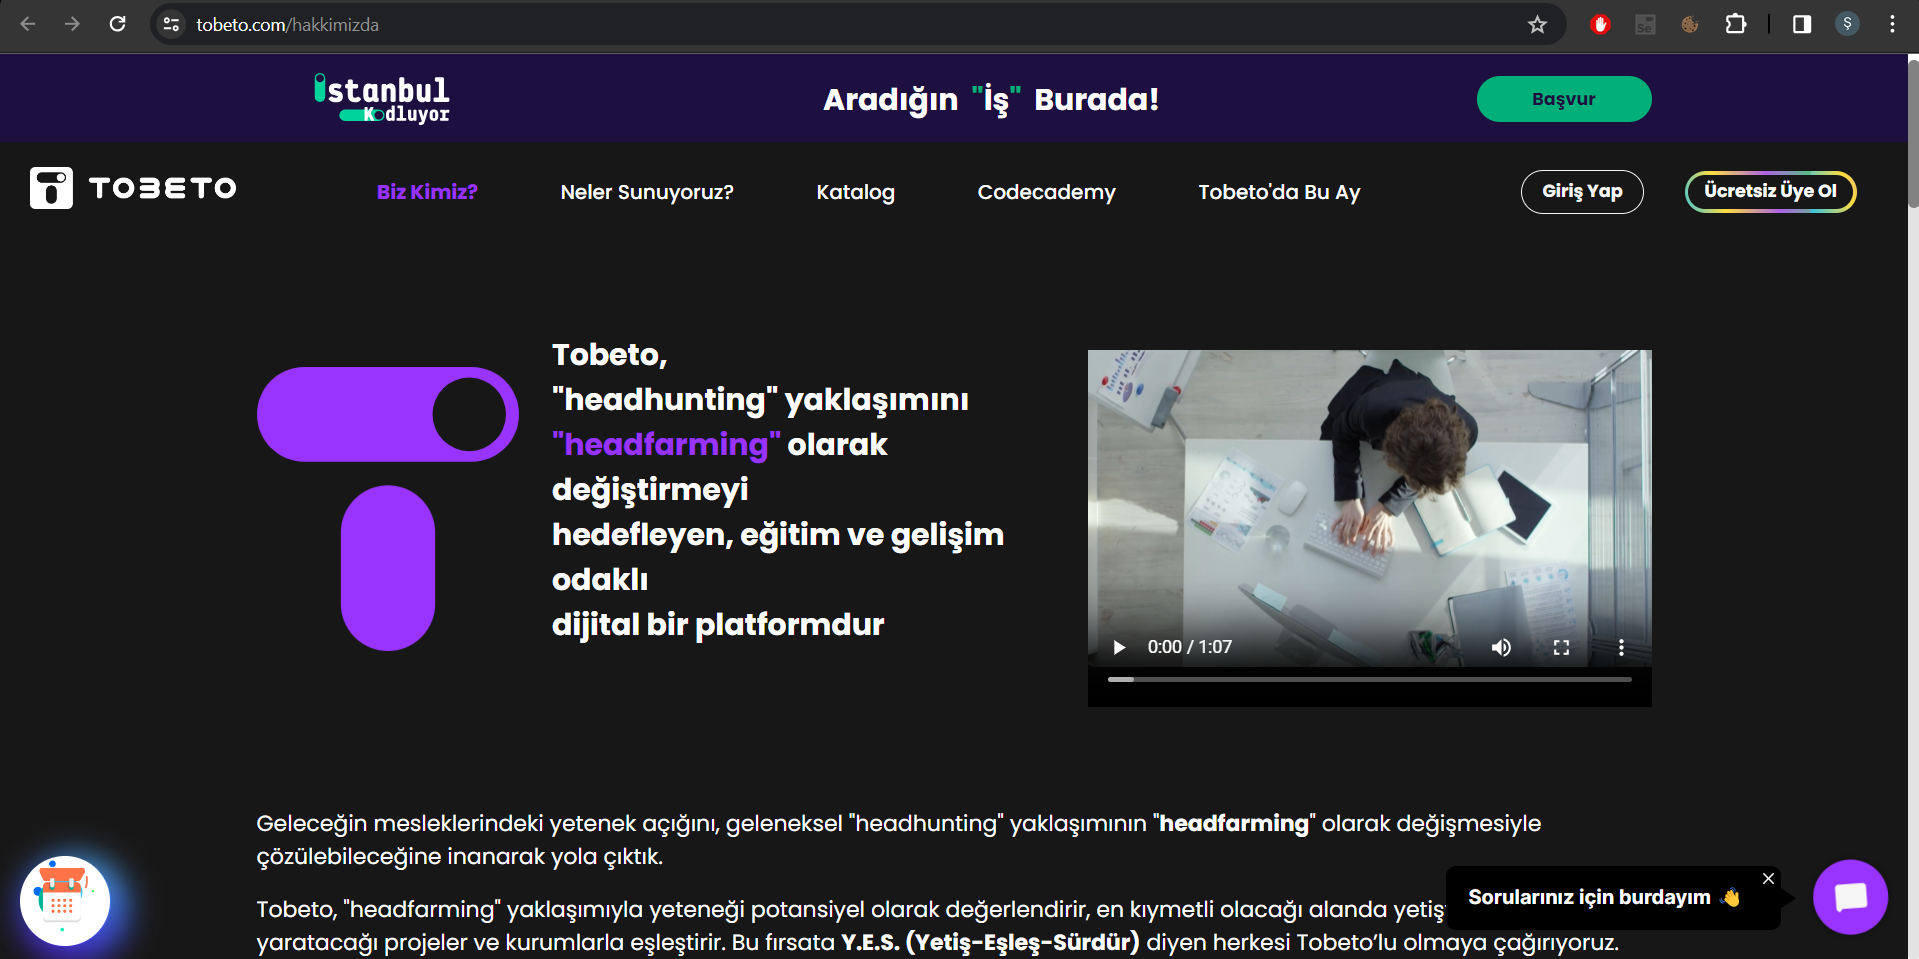 tobeto.com/hakkimizda
Ş
istanbul
Kodluyor
Aradığın "İş" Burada!
Başvur
TOBETO
Biz Kimiz?
Neler Sunuyoruz?
Katalog
Codecademy
Tobeto'da Bu Ay
Giriş Yap
Ücretsiz Üye Ol
Tobeto,
"headhunting" yaklaşımını
"headfarming" olarak
değiştirmeyi
hedefleyen, eğitim ve gelişim
odaklı
dijital bir platformdur
0:00 / 1:07
Geleceğin mesleklerindeki yetenek açığını, geleneksel "headhunting" yaklaşımının "headfarming" olarak değişmesiyle
çözülebileceğine inanarak yola çıktık.
Tobeto, "headfarming" yaklaşımıyla yeteneği potansiyel olarak değerlendirir, en kıymetli olacağı alanda
yaratacağı projeler ve kurumlarla eşleştirir. Bu fırsata Y.E.S. (Yetiş-Eşleş-Sürdür) diyen herkesi Tobeto’lu olmaya çağırıyoruz.
Sorularınız için burdayım 👋